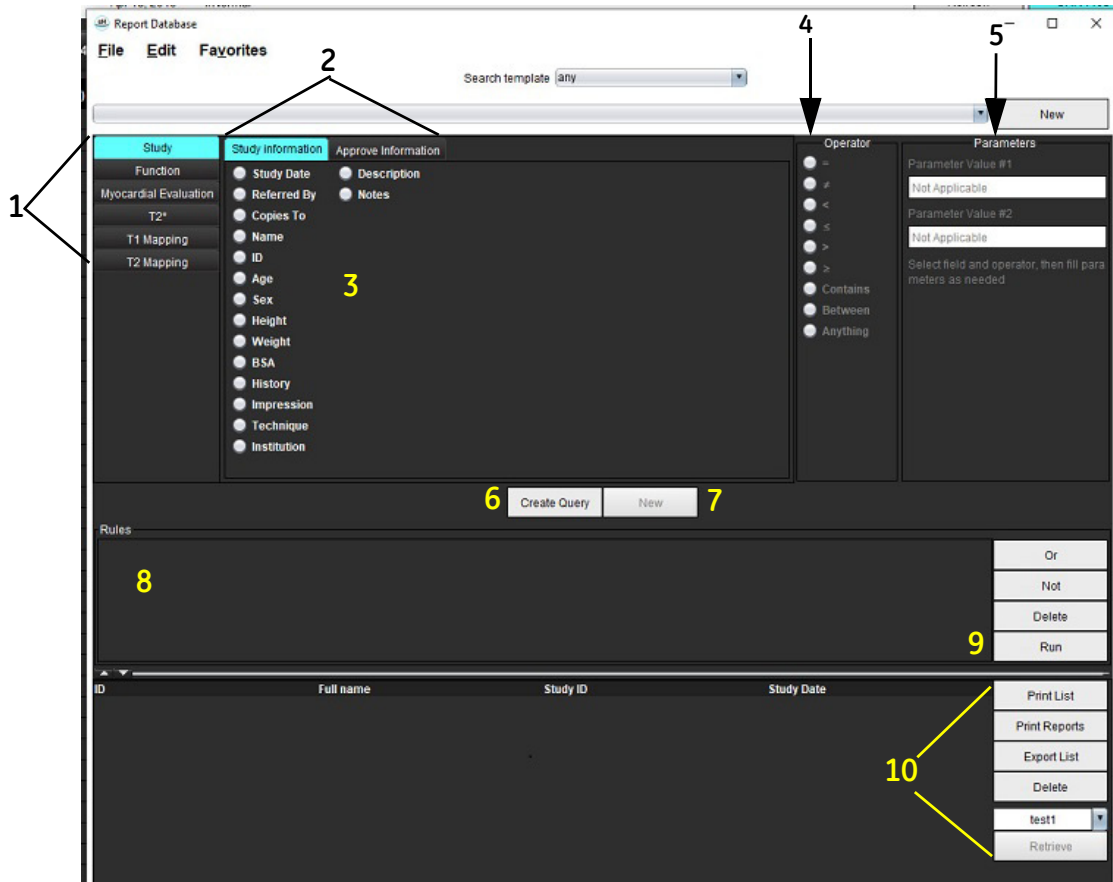 Report Database
File Edit Favorites
Search template any
New
1
2
3
4
5
Study
Function
Myocardial Evaluation
T2*
T1 Mapping
T2 Mapping
Study information Approve Information
Study Date
Referred By
Copies To
Name
ID
Age
Sex
Height
Weight
BSA
History
Impression
Technique
Institution
Description
Notes
Operator
=
≠
<
≤
>
≥
Contains
Between
Anything
Parameters
Parameter Value #1
Not Applicable
Parameter Value #2
Not Applicable
Select field and operator, then fill para
meters as needed
6 Create Query New 7
Rules
8
Or
Not
Delete
9 Run
ID Full name Study ID Study Date
10
Print List
Print Reports
Export List
Delete
test1
Retrieve